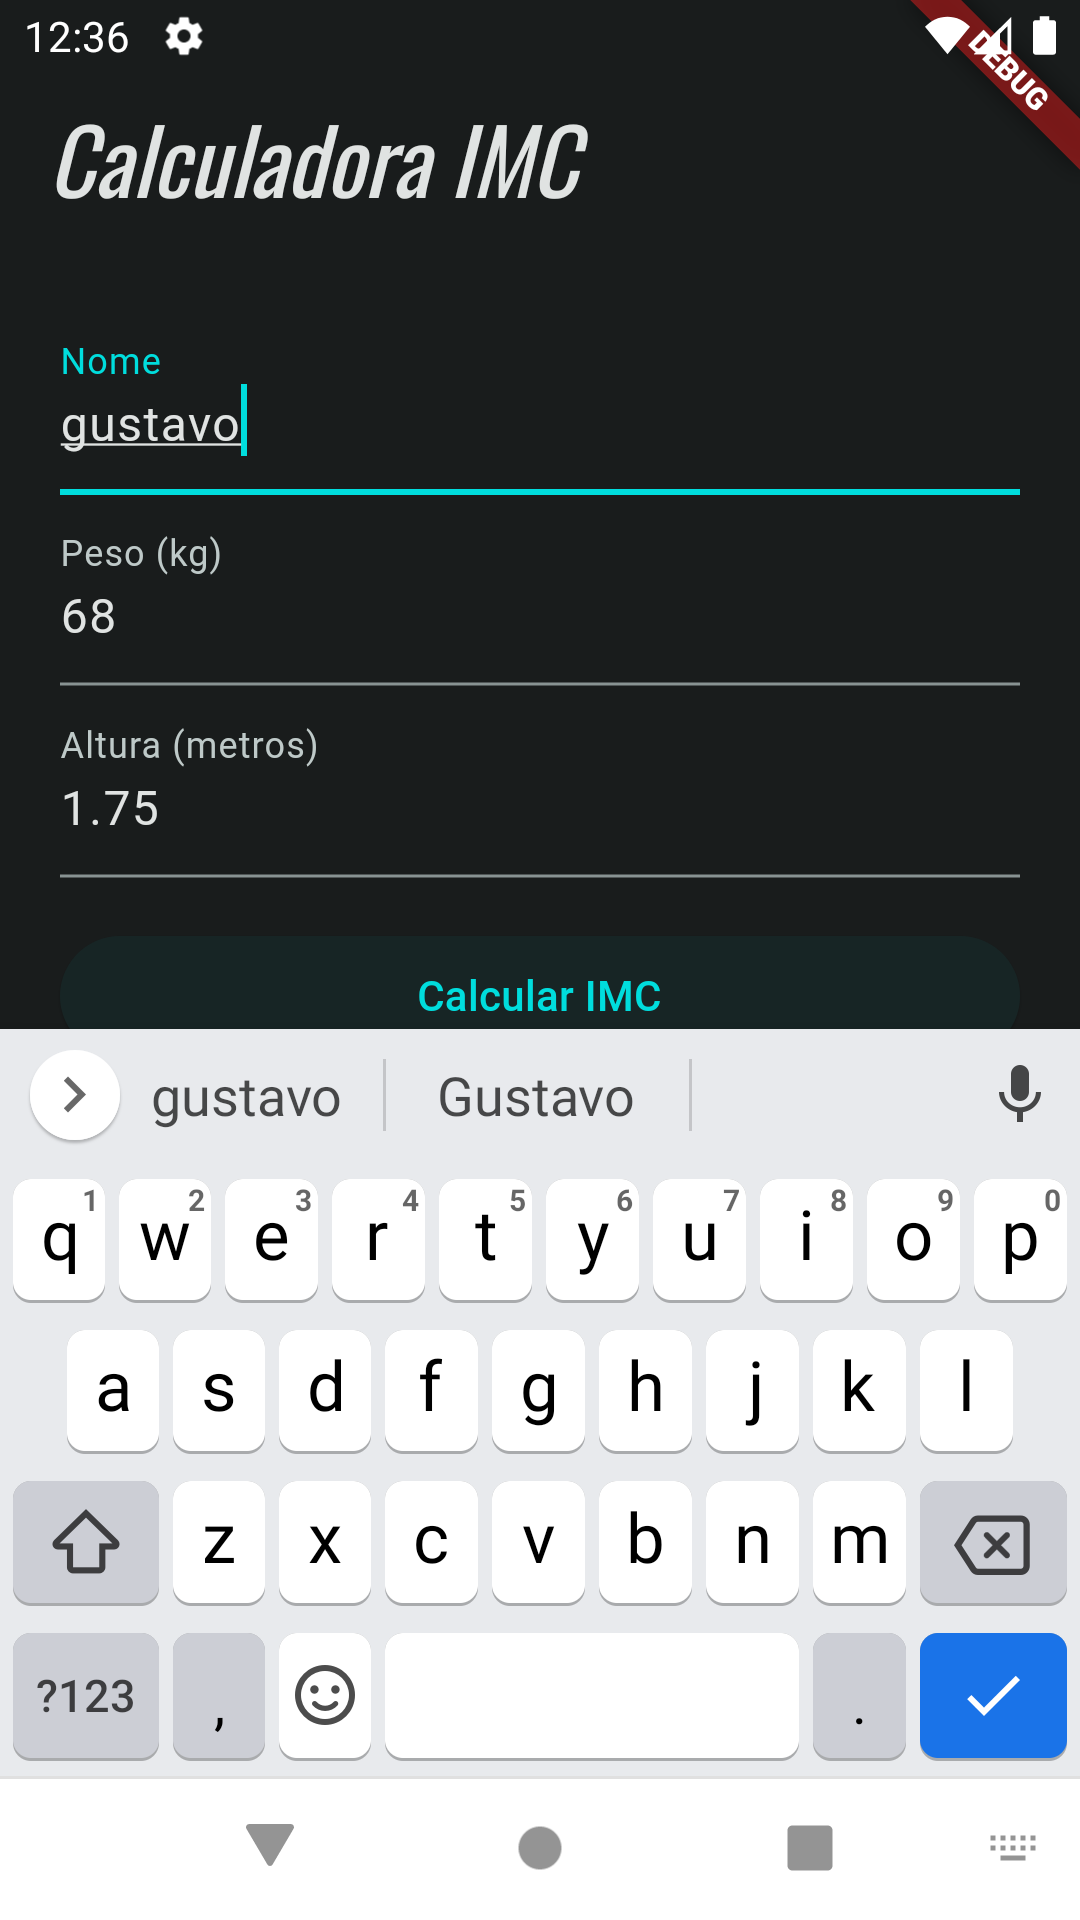 12:36
DEBUG
Calculadora IMC
Nome
gustavo
Peso (kg)
68
Altura (metros)
1.75
Calcular IMC
gustavo Gustavo
1 2 3 4 5 6 7 8 9 0
q w e r t y u i o p
a s d f g h j k l
z x c v b n m
?123 , .